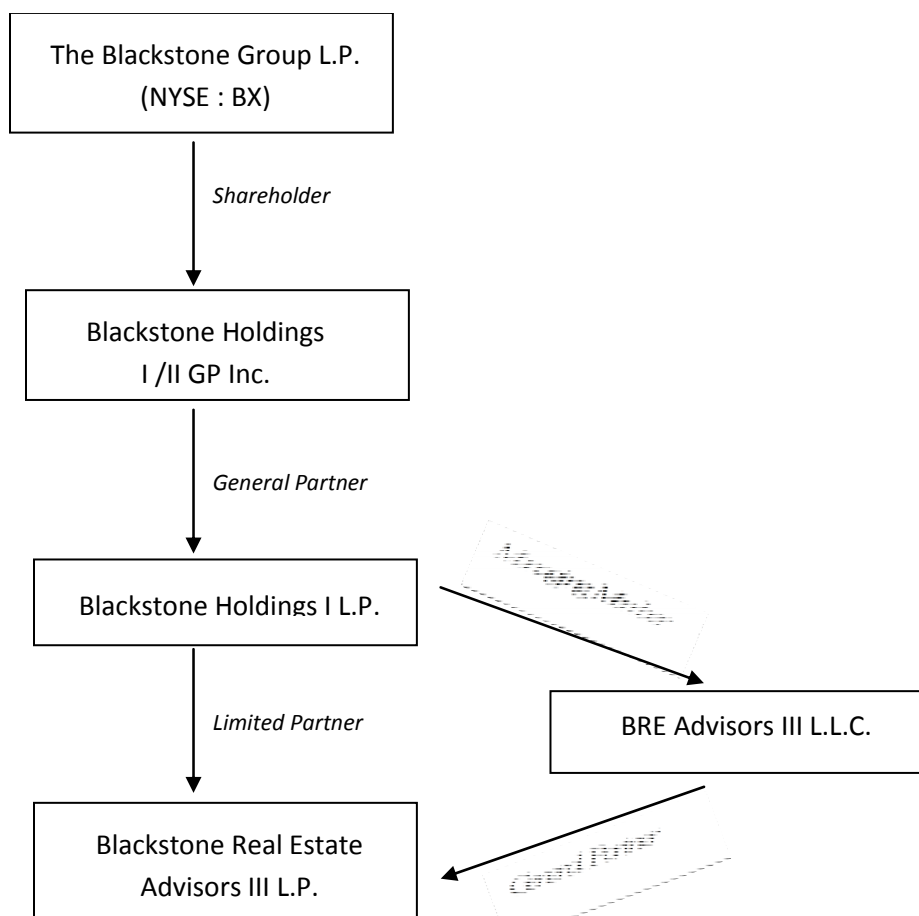 The Blackstone Group L.P.
(NYSE : BX)
Shareholder
Blackstone Holdings
I /II GP Inc.
General Partner
Blackstone Holdings I L.P.
Limited Partner
BRE Advisors III L.L.C.
Blackstone Real Estate
Advisors III L.P.